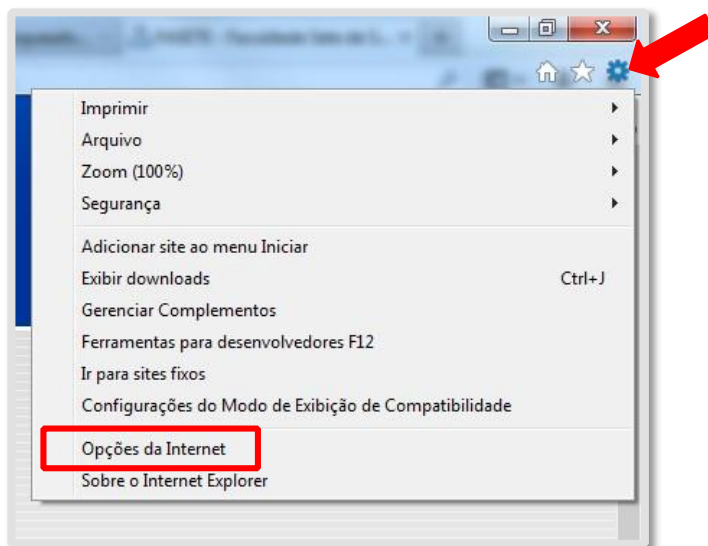 Imprimir
Arquivo
Zoom (100%)
Segurança
Adicionar site ao menu Iniciar
Exibir downloads Ctrl+J
Gerenciar Complementos
Ferramentas para desenvolvedores F12
Ir para sites fixos
Configurações do Modo de Exibição de Compatibilidade
Opções da Internet
Sobre o Internet Explorer